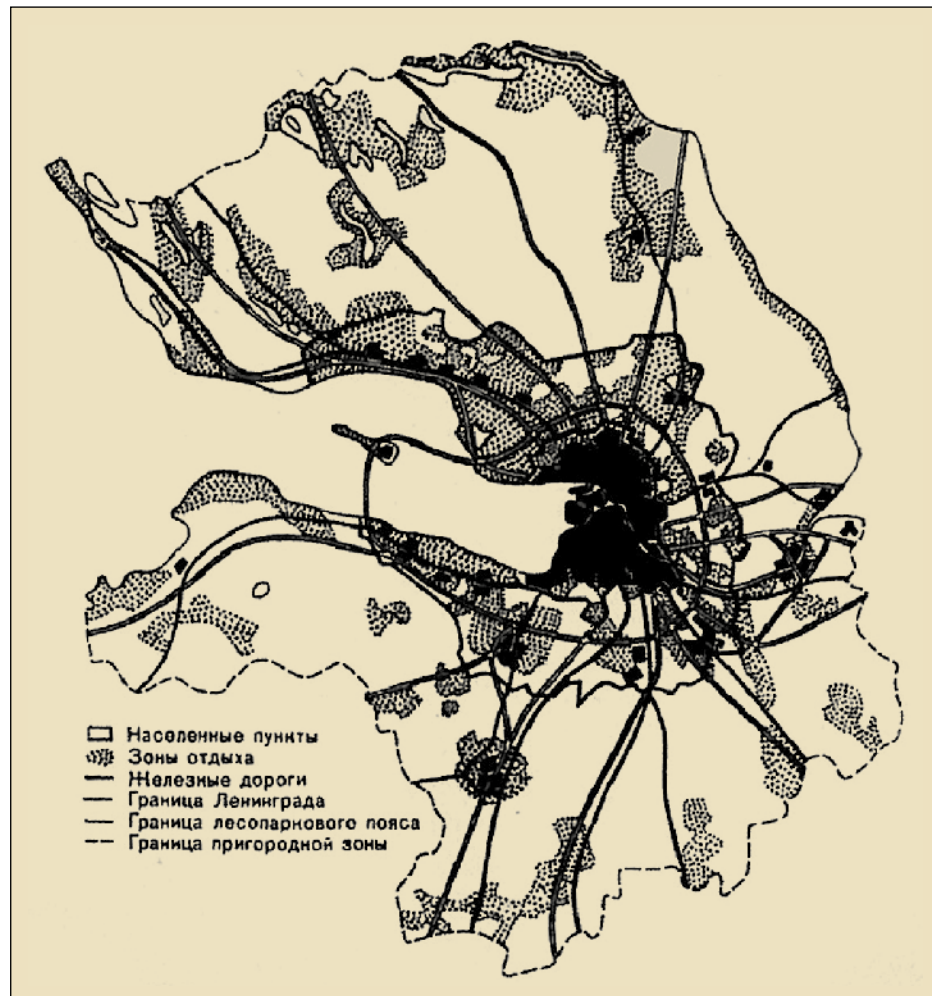 Населенные пункты
Зоны отдыха
Железные дороги
Граница Ленинграда
Граница лесопаркового пояса
Граница пригородной зоны